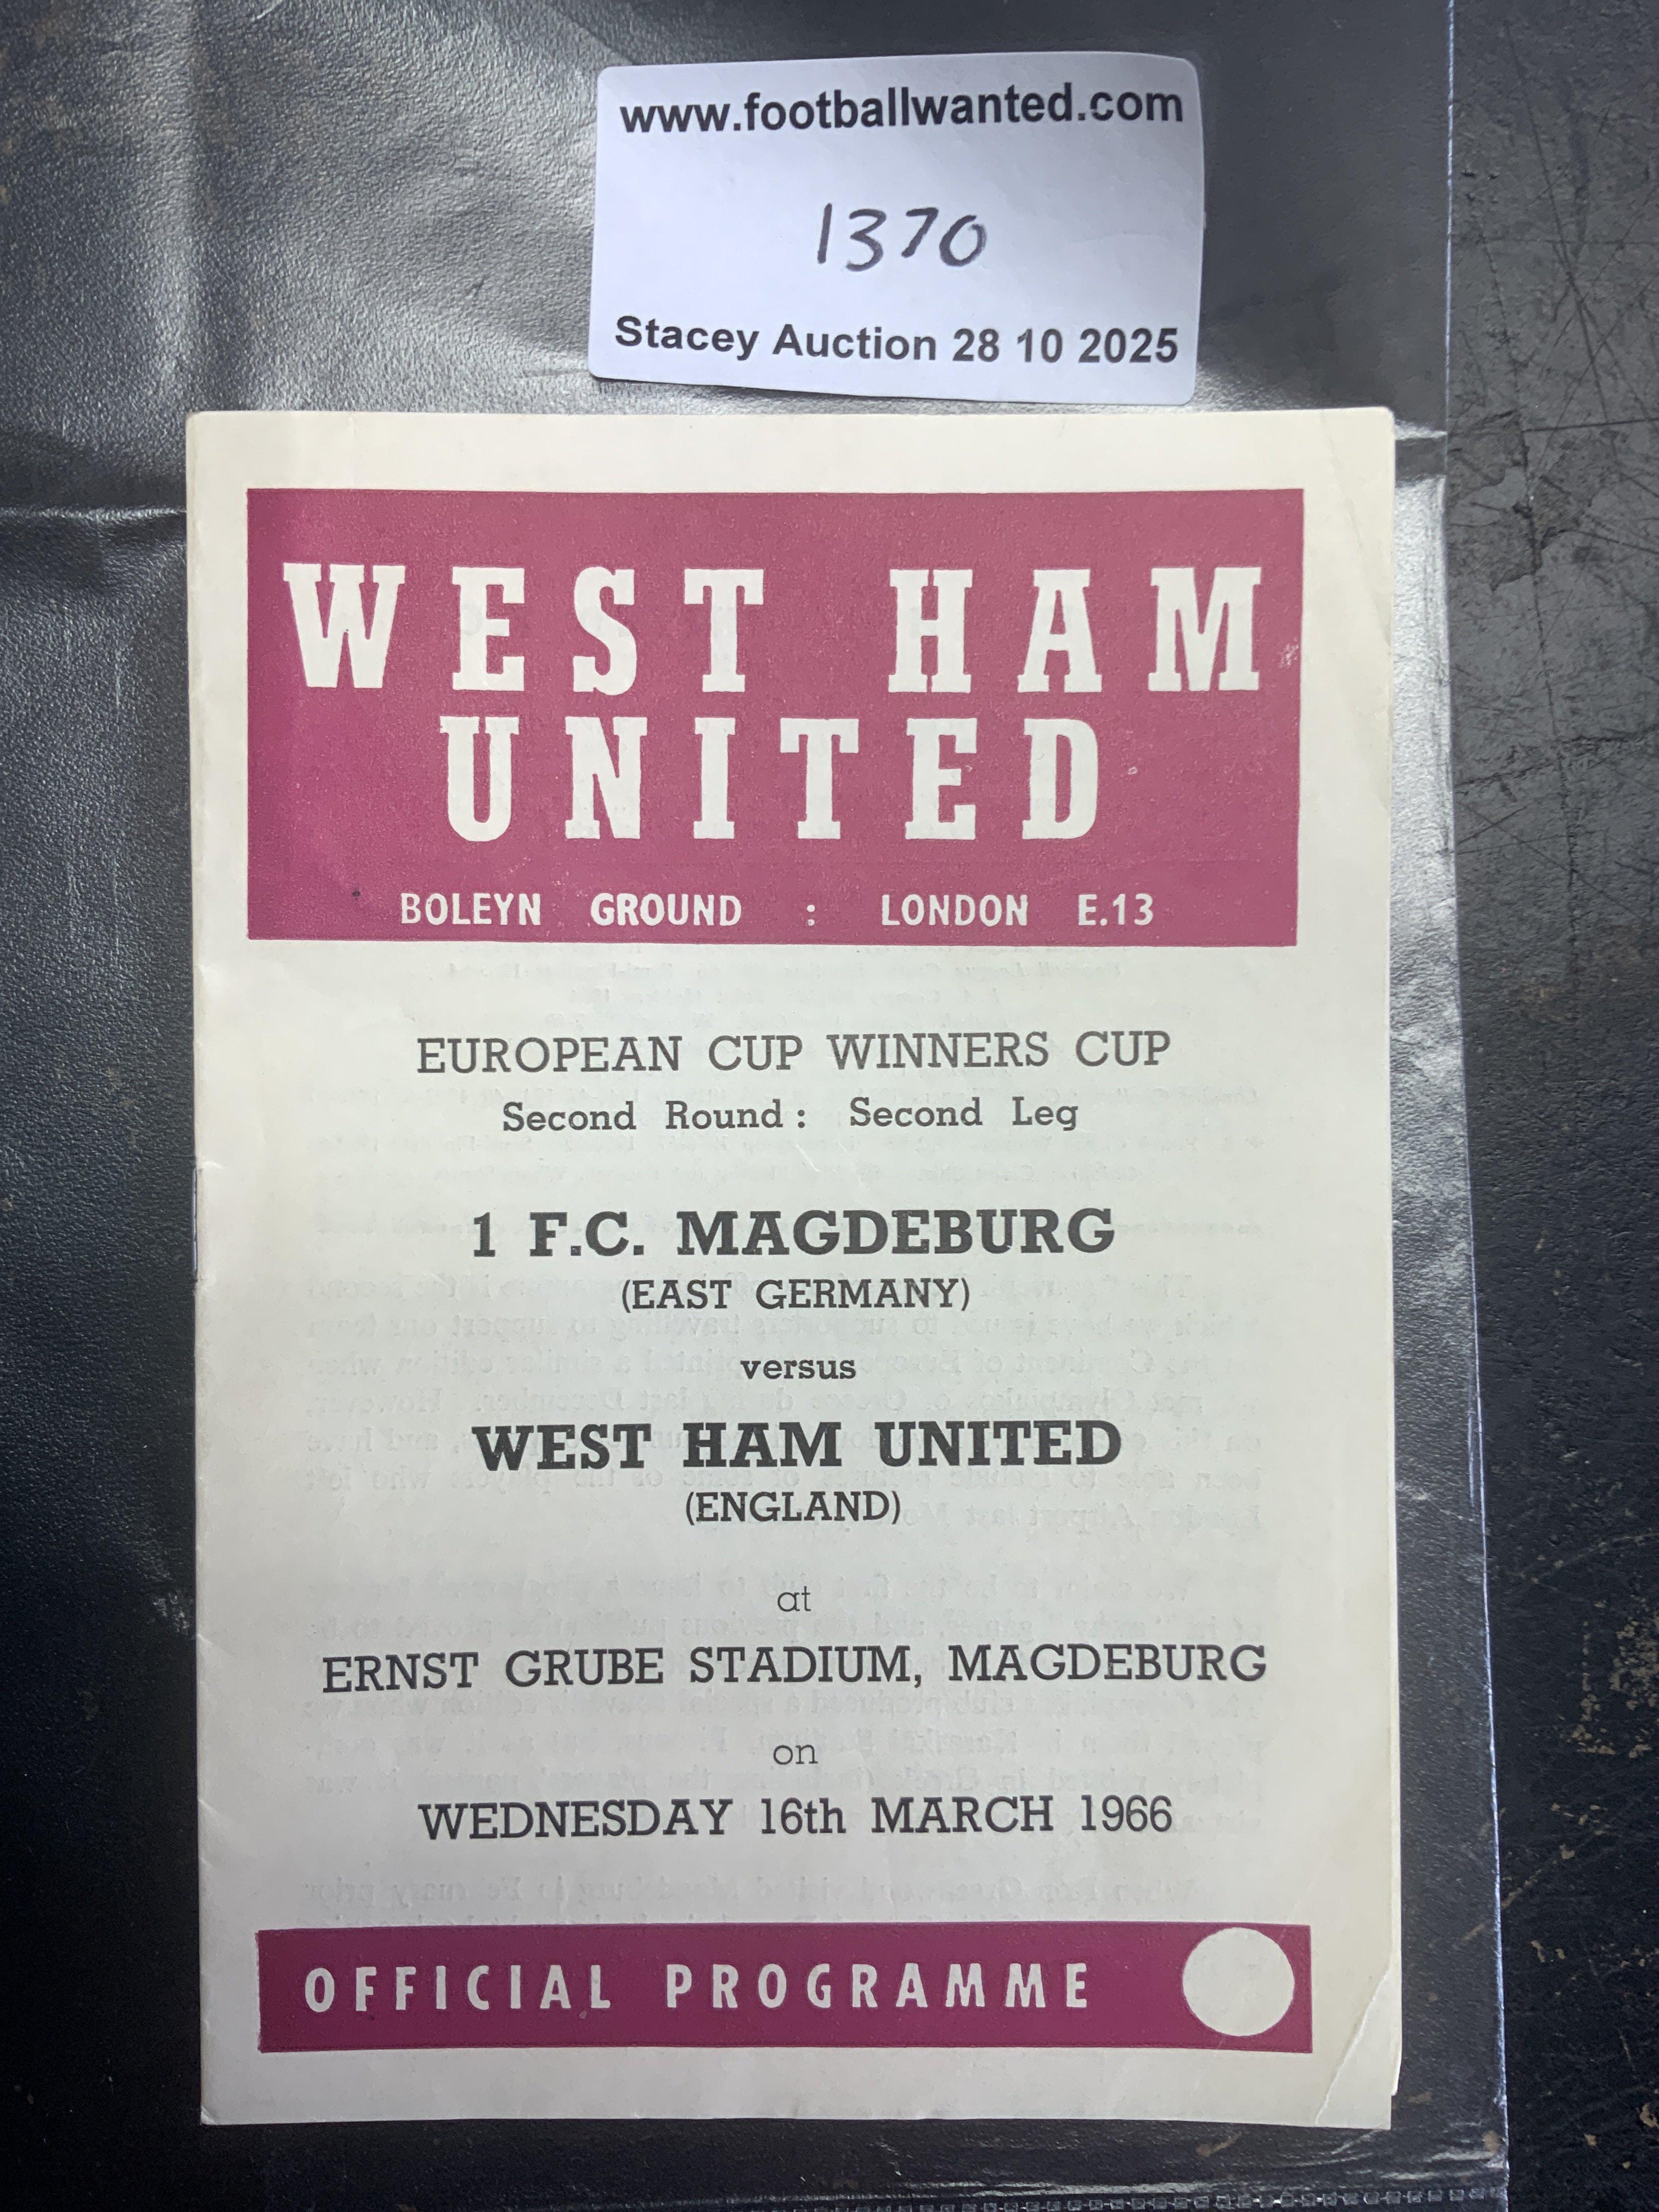 www.footballwanted.com
1370
Stacey Auction 28 10 2025
WEST HAM
UNITED
BOLEYN GROUND : LONDON E.13
EUROPEAN CUP WINNERS CUP
Second Round: Second Leg
1 F.C. MAGDEBURG
(EAST GERMANY)
versus
WEST HAM UNITED
(ENGLAND)
at
ERNST GRUBE STADIUM, MAGDEBURG
on
WEDNESDAY 16th MARCH 1966
OFFICIAL PROGRAMME